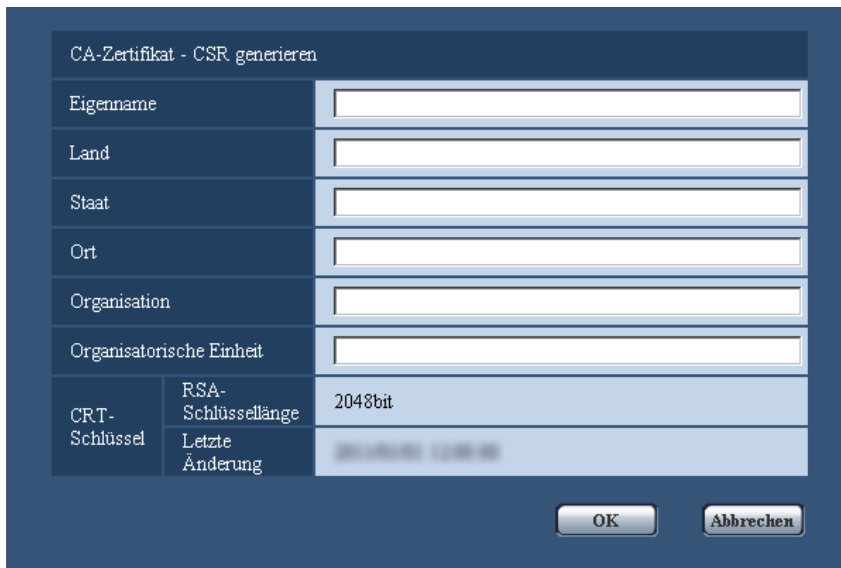 CA-Zertifikat - CSR generieren
Eigenname
Land
Staat
Ort
Organisation
Organisatorische Einheit
CRT-
Schlüssel
RSA-
Schlüssellänge
2048bit
Letzte
Änderung
OK
Abbrechen